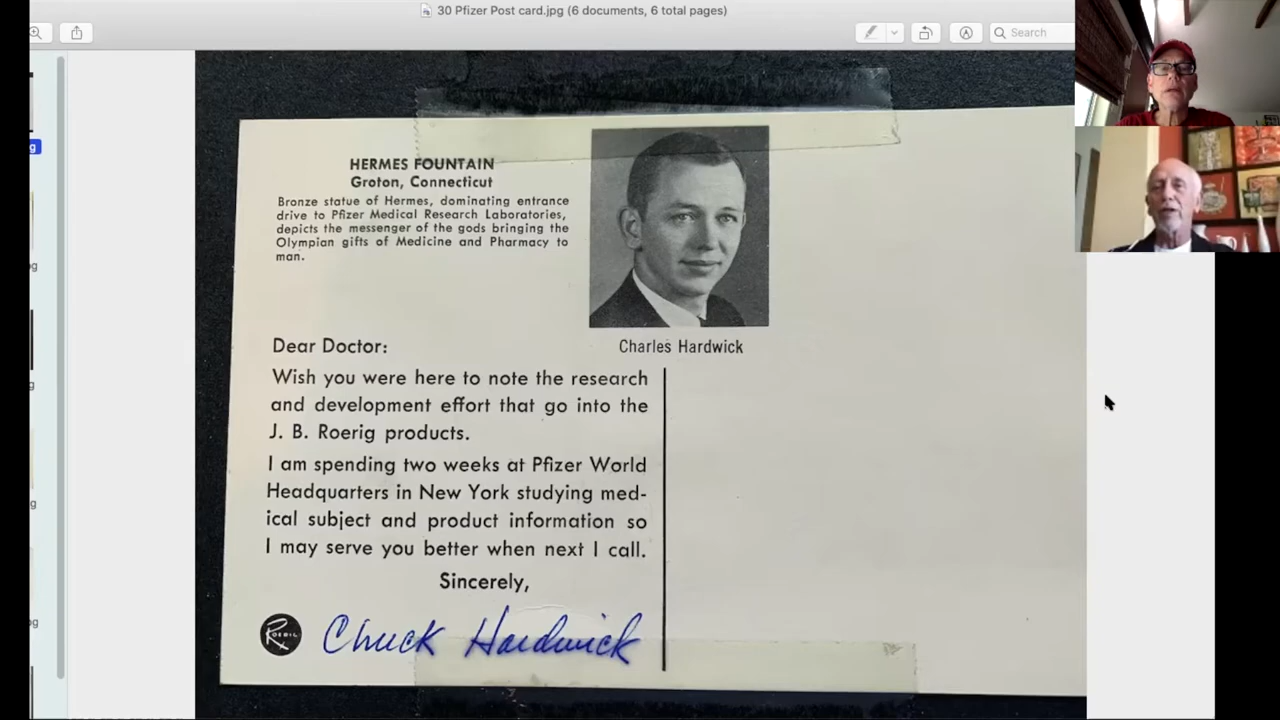 30 Pfizer Post card.jpg (6 documents, 6 total pages)
Search
HERMES FOUNTAIN
Groton, Connecticut
Bronze statue of Hermes, dominating entrance
drive to Pfizer Medical Research Laboratories,
depicts the messenger of the gods bringing the
Olympian gifts of Medicine and Pharmacy to
man.
Charles Hardwick
Dear Doctor:
Wish you were here to note the research
and development effort that go into the
J. B. Roerig products.
I am spending two weeks at Pfizer World
Headquarters in New York studying med-
ical subject and product information so
I may serve you better when next I call.
Sincerely,
ROERIG
Chuck Hardwick
g
ng
g
ng
pg